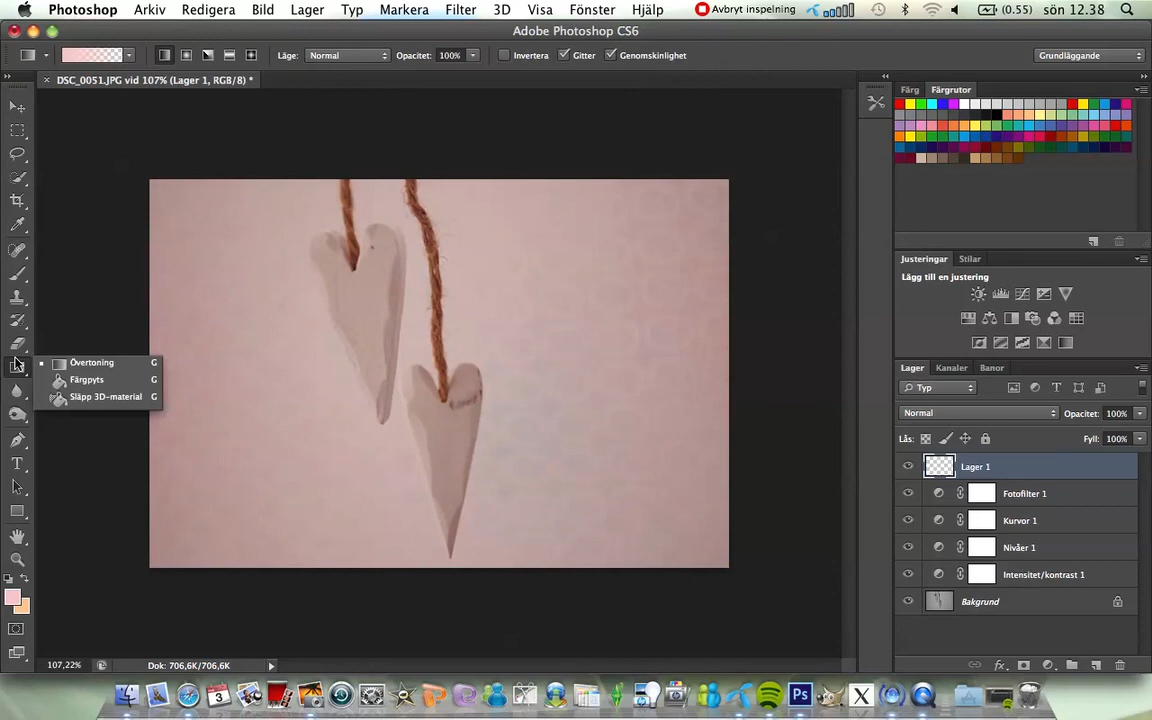 Photoshop Arkiv Redigera Bild Lager Typ Markera Filter 3D Visa Fönster Hjälp Avbryt inspelning (0.55) sön 12.38
Adobe Photoshop CS6
Läge: Normal Opacitet: 100% Invertera Gitter Genomskinlighet Grundläggande
DSC_0051.JPG vid 107% (Lager 1, RGB/8) *
Färg Färgrutor
Justeringar Stilar
Lägg till en justering
Övertoning G
Färgpyts G
Släpp 3D-material G
Lager Kanaler Banor
Typ
Normal Opacitet: 100%
Lås: Fyll: 100%
Lager 1
Fotofilter 1
Kurvor 1
Nivåer 1
Intensitet/kontrast 1
Bakgrund
107,22% Dok: 706,6K/706,6K
fx
3
Ps
X